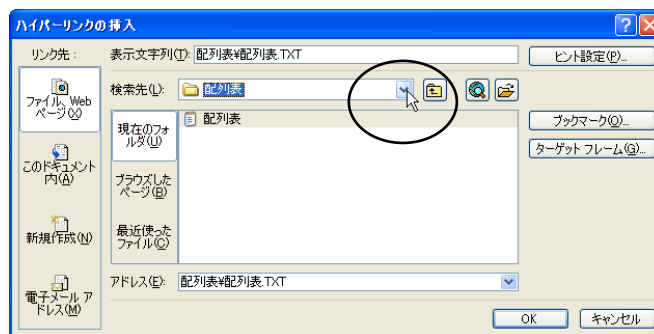 ハイパーリンクの挿入
リンク先：
表示文字列(T): 配列表¥配列表.TXT
ヒント設定(P)...
ファイル、Web
ページ(X)
検索先(L):
配列表
現在のフォ
ルダ(U)
配列表
ブックマーク(O)...
ターゲット フレーム(G)...
このドキュメント
内(A)
ブラウズした
ページ(B)
新規作成(N)
最近使った
ファイル(C)
電子メール ア
ドレス(M)
アドレス(E):
配列表¥配列表.TXT
OK
キャンセル